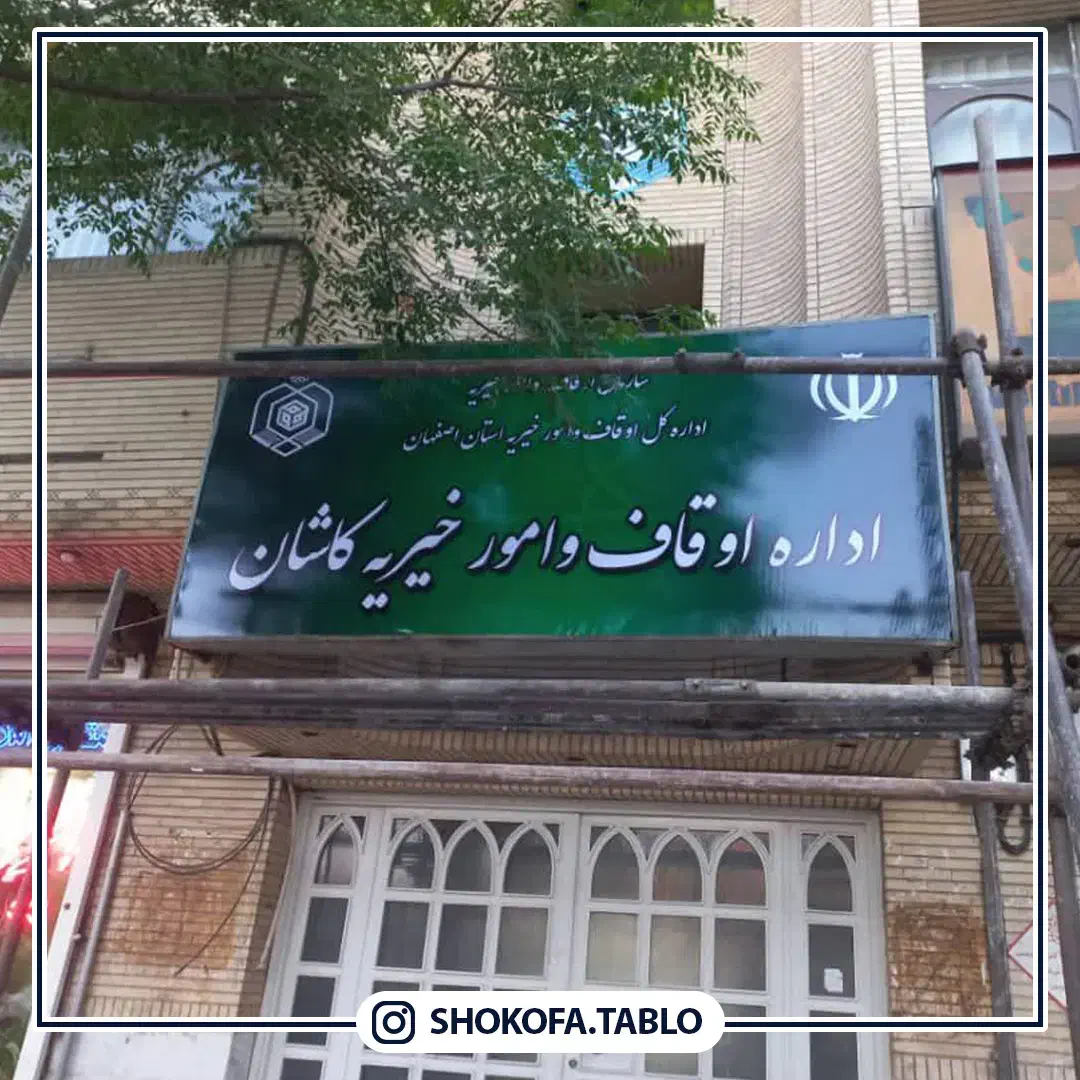 سازمان اوقاف و امور خیریه
اداره کل اوقاف و امور خیریه استان اصفهان
اداره اوقاف و امور خیریه کاشان
SHOKOFA.TABLO